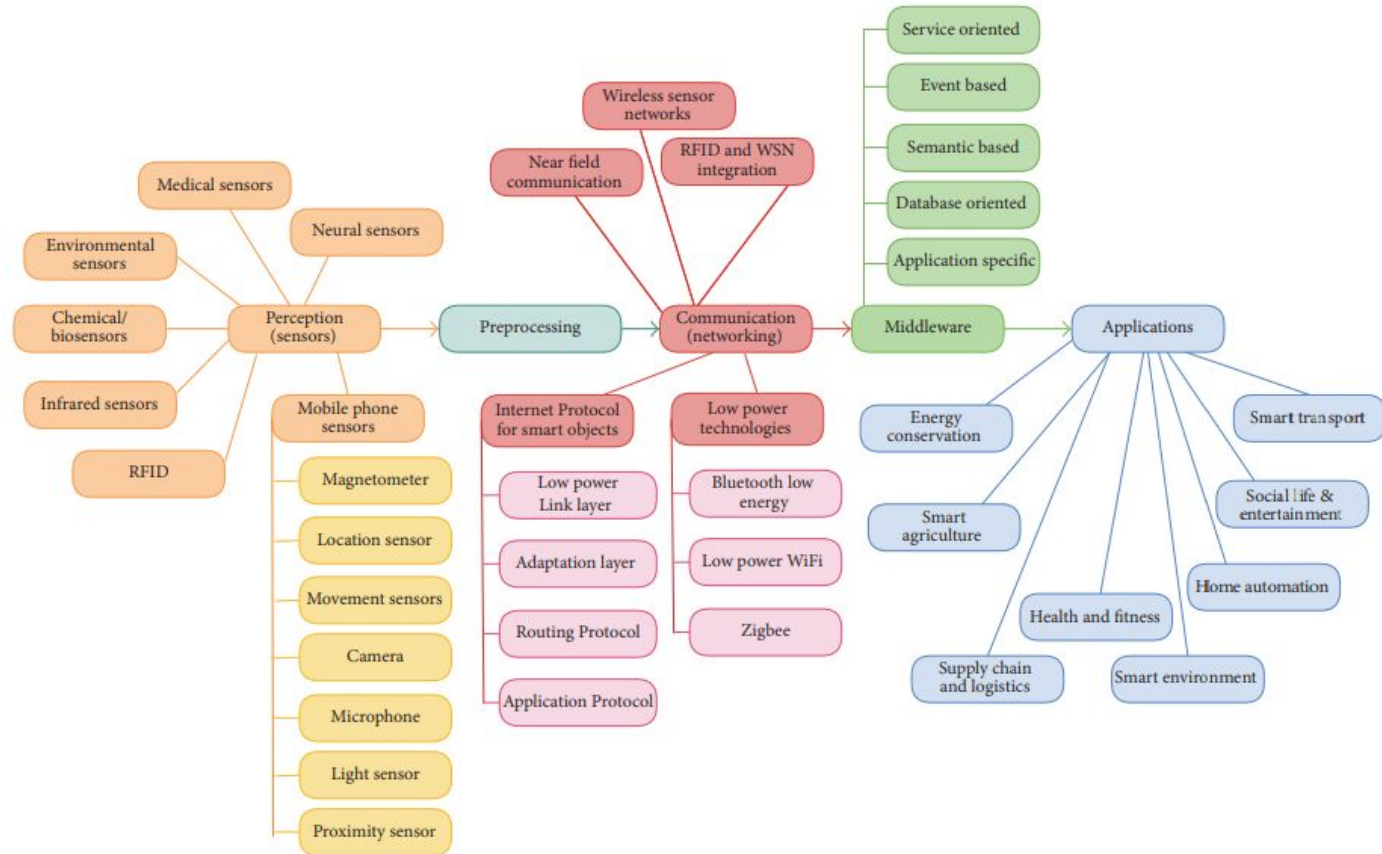 Service oriented
Event based
Semantic based
Database oriented
Application specific
Wireless sensor
networks
Near field
communication
RFID and WSN
integration
Medical sensors
Neural sensors
Environmental
sensors
Chemical/
biosensors
Infrared sensors
RFID
Perception
(sensors)
Preprocessing
Communication
(networking)
Middleware
Applications
Mobile phone
sensors
Magnetometer
Location sensor
Movement sensors
Camera
Microphone
Light sensor
Proximity sensor
Internet Protocol
for smart objects
Low power
Link layer
Adaptation layer
Routing Protocol
Application Protocol
Low power
technologies
Bluetooth low
energy
Low power WiFi
Zigbee
Energy
conservation
Smart
agriculture
Supply chain
and logistics
Health and fitness
Smart environment
Home automation
Social life &
entertainment
Smart transport